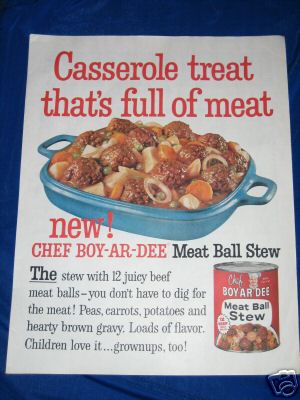 Casserole treat
that's full of meat
new!
CHEF BOY-AR-DEE Meat Ball Stew
The stew with 12 juicy beef
meat balls–you don't have to dig for
the meat! Peas, carrots, potatoes and
hearty brown gravy. Loads of flavor.
Children love it...grownups, too!
Chef
BOY-AR-DEE
Meat Ball
Stew
ebY